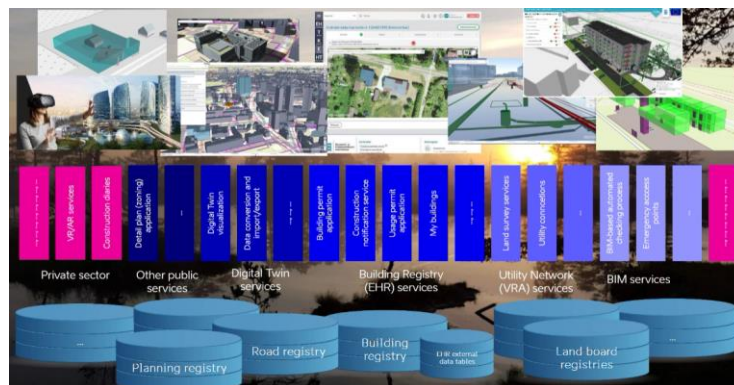 VR/AR services
Construction diaries
Detail plan (zoning)
application
...
Digital Twin
visualization
Data conversion and
import/export
Building permit
application
Construction
notification service
Usage permit
application
My buildings
Land survey services
Utility conncetions
...
BIM-based automated
checking process
Emergency acccess
points
...
Private sector
Other public
services
Digital Twin
services
Building Registry
(EHR) services
Utility Network
(VRA) services
BIM services
...
Planning registry
Road registry
Building
registry
EHR external
data tables
Land board
registries
...